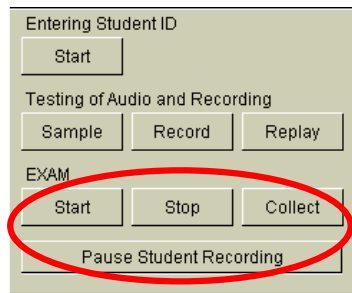 Entering Student ID
Start
Testing of Audio and Recording
Sample Record Replay
EXAM
Start Stop Collect
Pause Student Recording